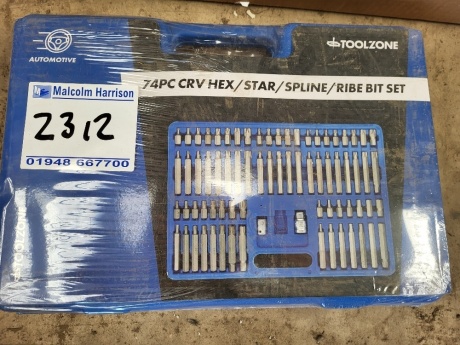 AUTOMOTIVE
TOOLZONE
74PC CRV HEX/STAR/SPLINE/RIBE BIT SET
Malcolm Harrison
2312
01948 667700